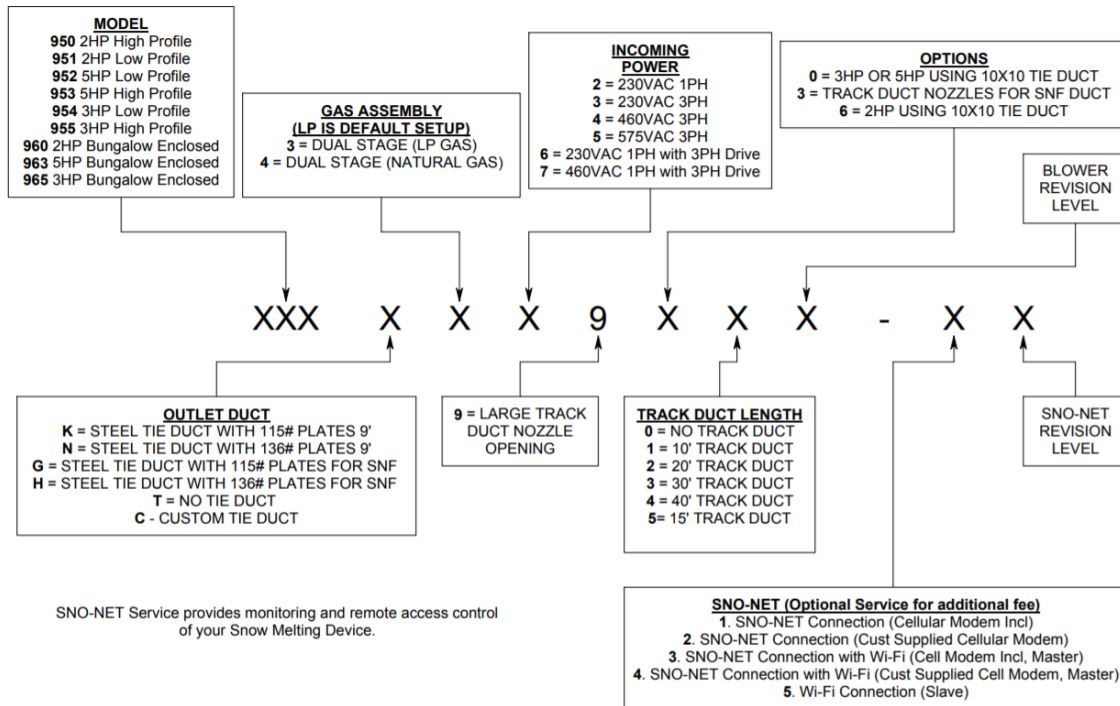 MODEL
950 2HP High Profile
951 2HP Low Profile
952 5HP Low Profile
953 5HP High Profile
954 3HP Low Profile
955 3HP High Profile
960 2HP Bungalow Enclosed
963 5HP Bungalow Enclosed
965 3HP Bungalow Enclosed
GAS ASSEMBLY
(LP IS DEFAULT SETUP)
3 = DUAL STAGE (LP GAS)
4 = DUAL STAGE (NATURAL GAS)
INCOMING
POWER
2 = 230VAC 1PH
3 = 230VAC 3PH
4 = 460VAC 3PH
5 = 575VAC 3PH
6 = 230VAC 1PH with 3PH Drive
7 = 460VAC 1PH with 3PH Drive
OPTIONS
0 = 3HP OR 5HP USING 10X10 TIE DUCT
3 = TRACK DUCT NOZZLES FOR SNF DUCT
6 = 2HP USING 10X10 TIE DUCT
BLOWER
REVISION
LEVEL
XXX X X X 9 X X X - X X
OUTLET DUCT
K = STEEL TIE DUCT WITH 115# PLATES 9'
N = STEEL TIE DUCT WITH 136# PLATES 9'
G = STEEL TIE DUCT WITH 115# PLATES FOR SNF
H = STEEL TIE DUCT WITH 136# PLATES FOR SNF
T = NO TIE DUCT
C - CUSTOM TIE DUCT
9 = LARGE TRACK
DUCT NOZZLE
OPENING
TRACK DUCT LENGTH
0 = NO TRACK DUCT
1 = 10' TRACK DUCT
2 = 20' TRACK DUCT
3 = 30' TRACK DUCT
4 = 40' TRACK DUCT
5= 15' TRACK DUCT
SNO-NET
REVISION
LEVEL
SNO-NET Service provides monitoring and remote access control
of your Snow Melting Device.
SNO-NET (Optional Service for additional fee)
1. SNO-NET Connection (Cellular Modem Incl)
2. SNO-NET Connection (Cust Supplied Cellular Modem)
3. SNO-NET Connection with Wi-Fi (Cell Modem Incl, Master)
4. SNO-NET Connection with Wi-Fi (Cust Supplied Cell Modem, Master)
5. Wi-Fi Connection (Slave)